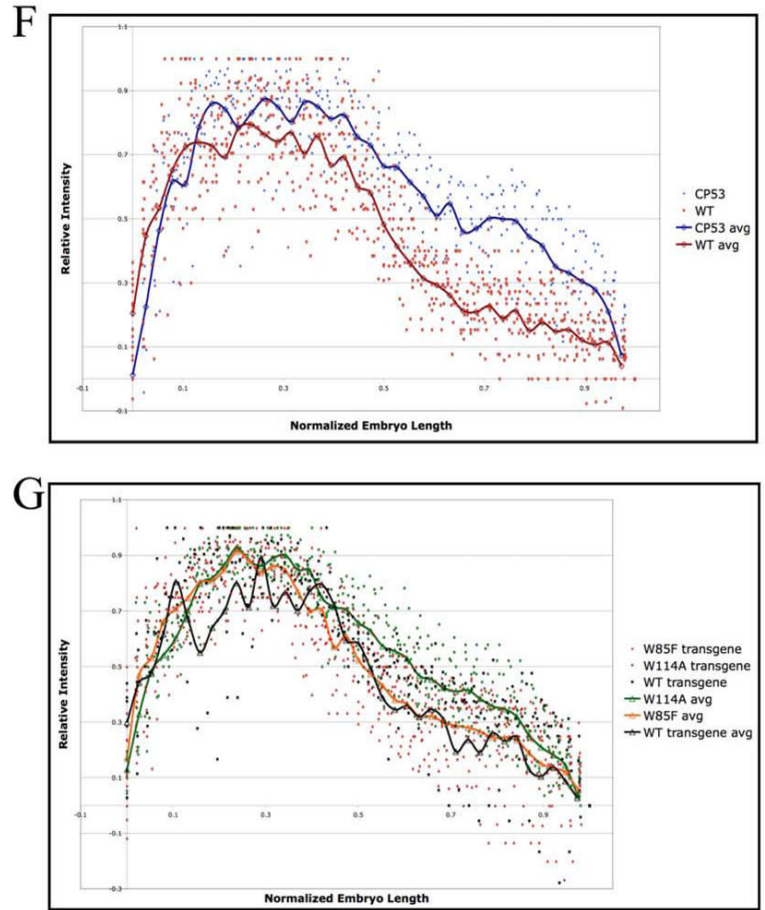 F
1.1
0.9
0.7
0.5
0.3
0.1
-0.1
-0.1
0.1
0.3
0.5
0.7
0.9
Relative Intensity
Normalized Embryo Length
CP53
WT
CP53 avg
WT avg
G
1.1
0.9
0.7
0.5
0.3
0.1
-0.1
-0.3
-0.1
0.1
0.3
0.5
0.7
0.9
Relative Intensity
Normalized Embryo Length
W85F transgene
W114A transgene
WT transgene
W114A avg
W85F avg
WT transgene avg